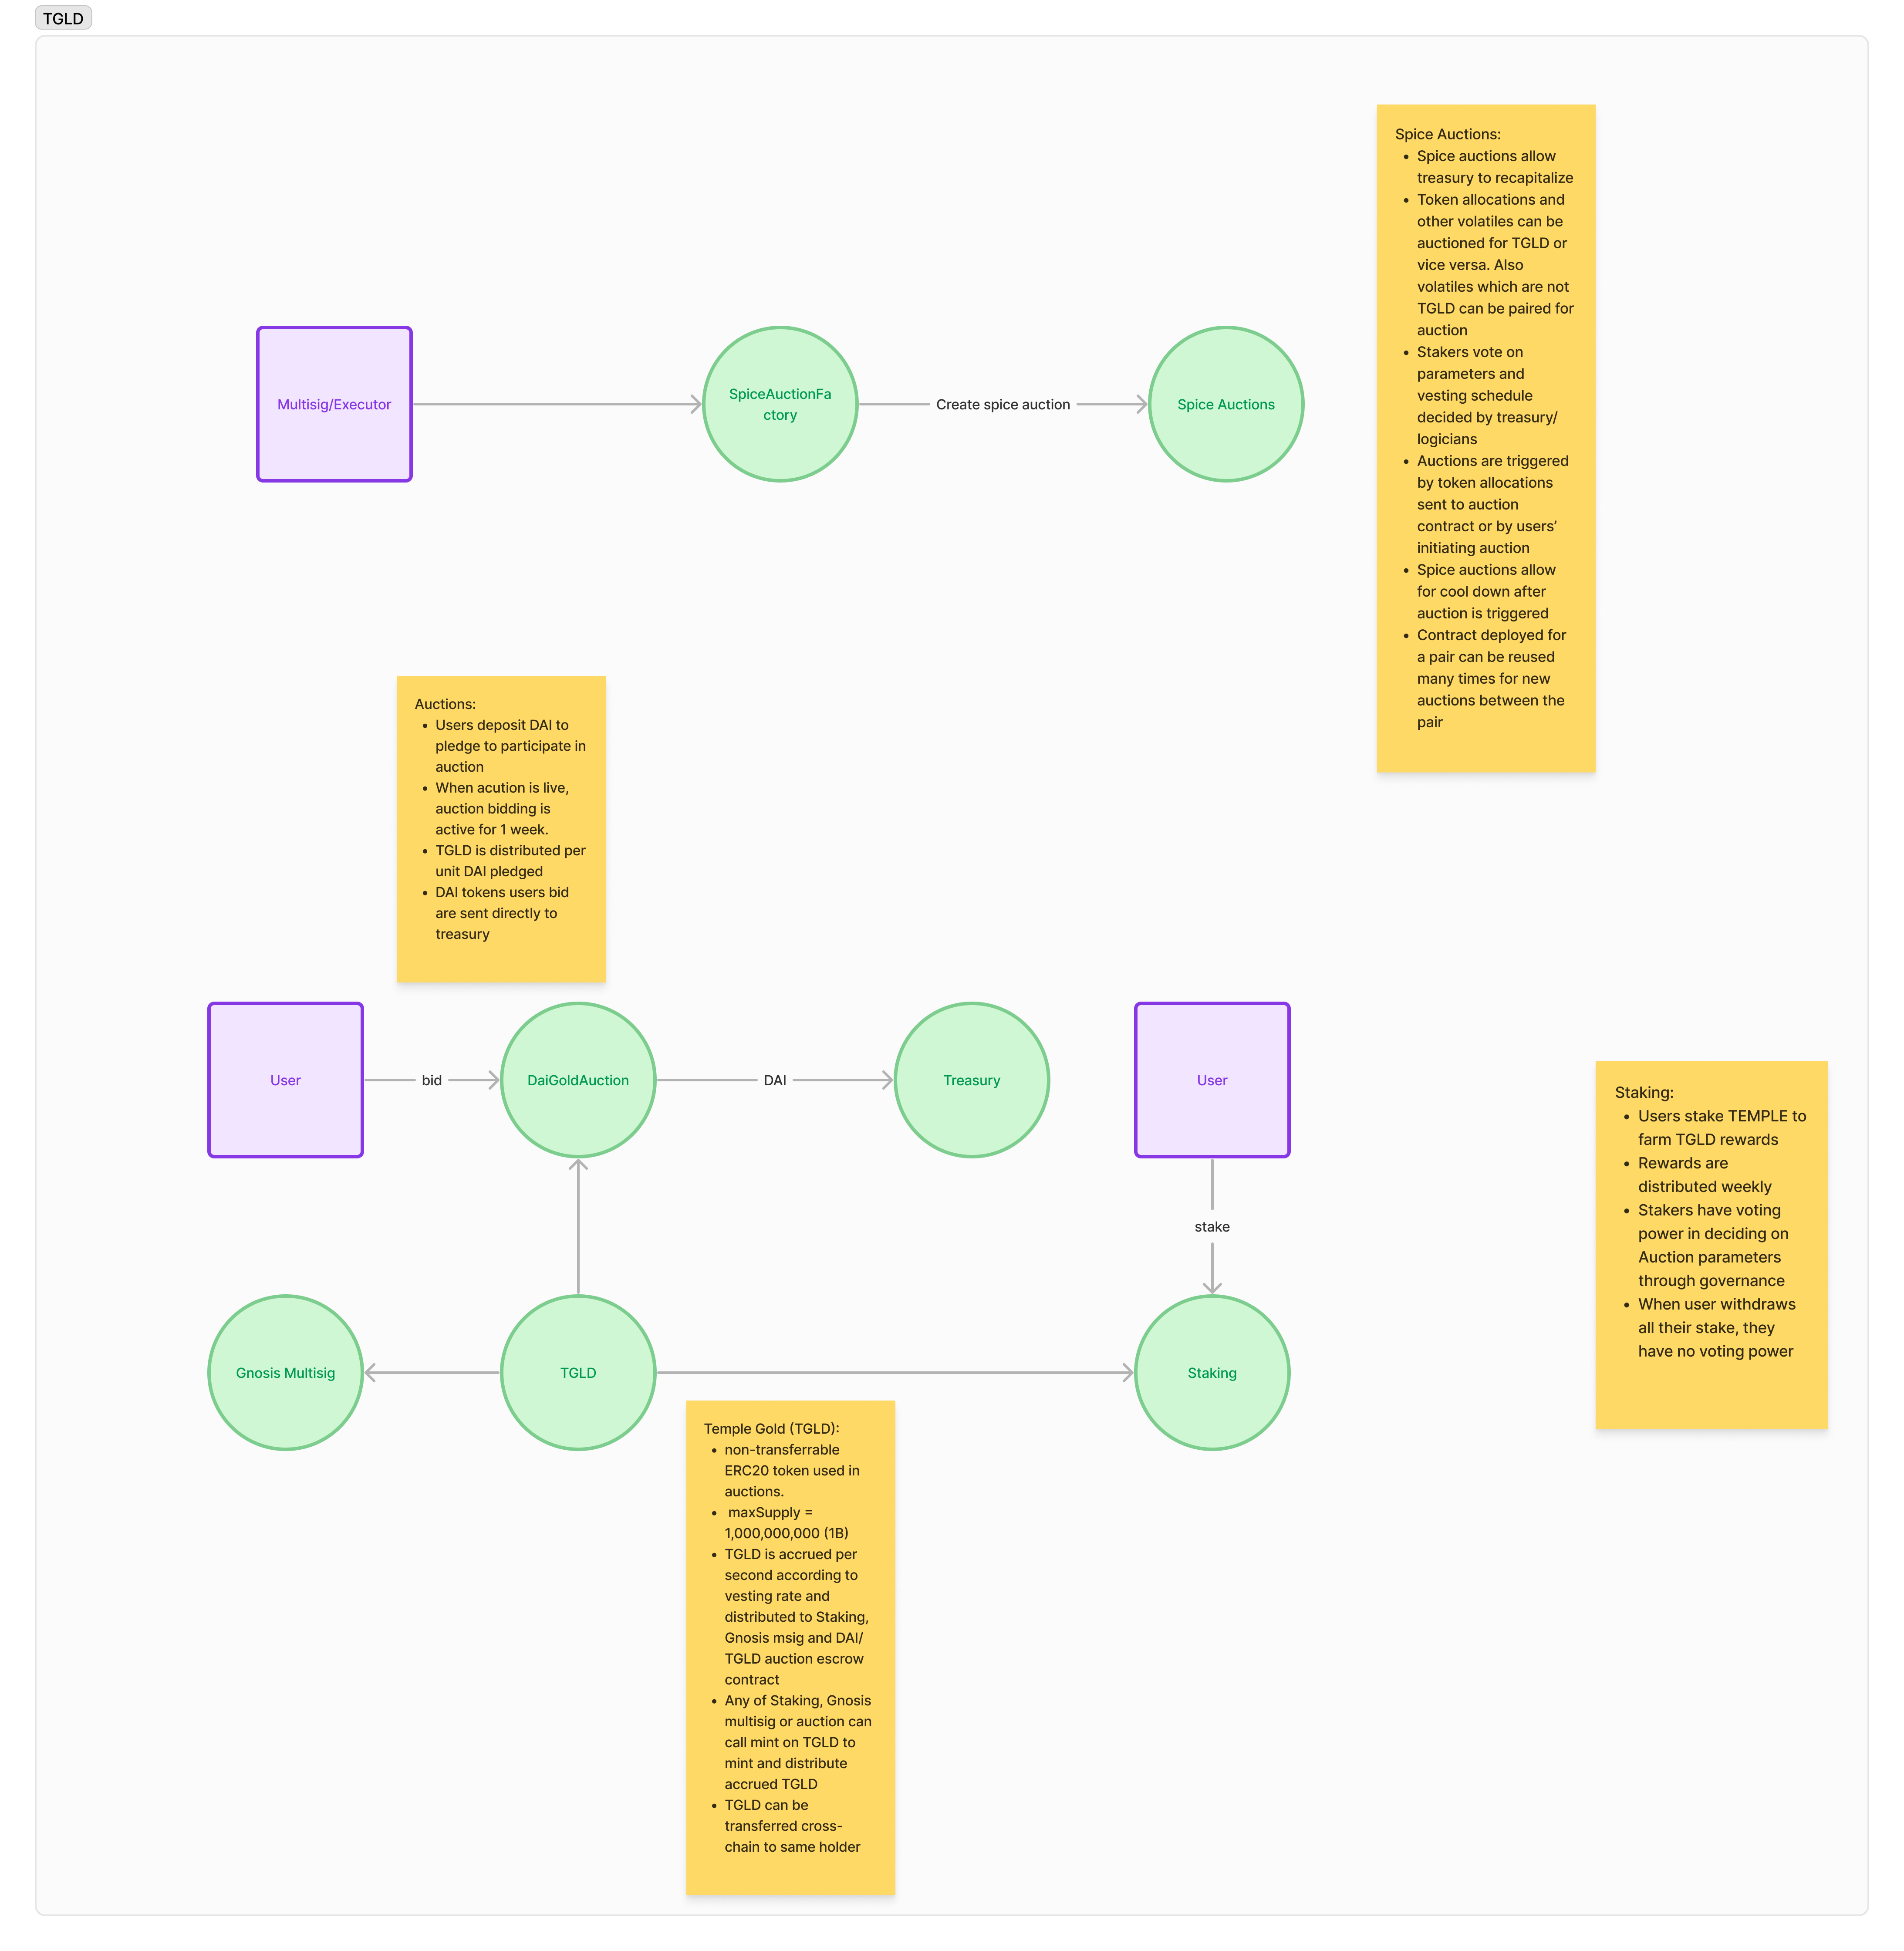 TGLD
Spice Auctions:
• Spice auctions allow
treasury to recapitalize
• Token allocations and
other volatiles can be
auctioned for TGLD or
vice versa. Also
volatiles which are not
TGLD can be paired for
auction
• Stakers vote on
parameters and
vesting schedule
decided by treasury/
logicians
• Auctions are triggered
by token allocations
sent to auction
contract or by users’
initiating auction
• Spice auctions allow
for cool down after
auction is triggered
• Contract deployed for
a pair can be reused
many times for new
auctions between the
pair
Multisig/Executor
SpiceAuctionFa
ctory
Create spice auction
Spice Auctions
Auctions:
• Users deposit DAI to
pledge to participate in
auction
• When acution is live,
auction bidding is
active for 1 week.
• TGLD is distributed per
unit DAI pledged
• DAI tokens users bid
are sent directly to
treasury
User
bid
DaiGoldAuction
DAI
Treasury
User
stake
Staking:
• Users stake TEMPLE to
farm TGLD rewards
• Rewards are
distributed weekly
• Stakers have voting
power in deciding on
Auction parameters
through governance
• When user withdraws
all their stake, they
have no voting power
Gnosis Multisig
TGLD
Staking
Temple Gold (TGLD):
• non-transferrable
ERC20 token used in
auctions.
• maxSupply =
1,000,000,000 (1B)
• TGLD is accrued per
second according to
vesting rate and
distributed to Staking,
Gnosis msig and DAI/
TGLD auction escrow
contract
• Any of Staking, Gnosis
multisig or auction can
call mint on TGLD to
mint and distribute
accrued TGLD
• TGLD can be
transferred cross-
chain to same holder